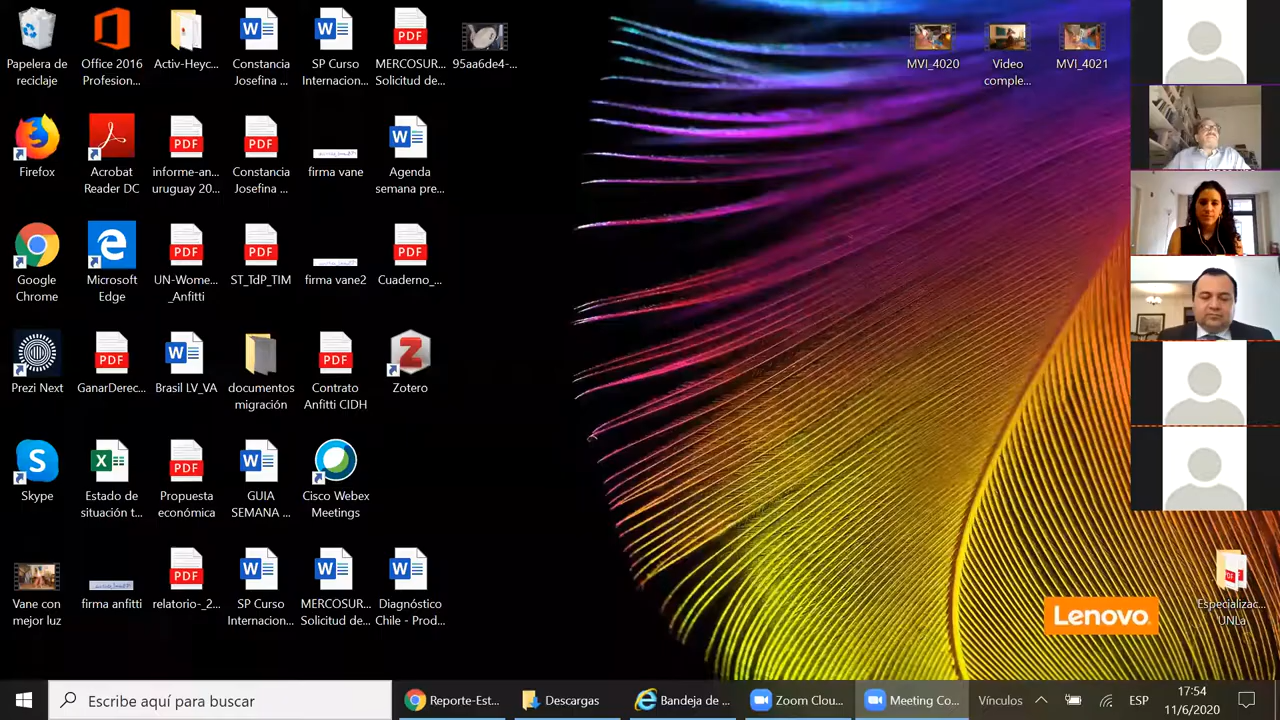 Papelera de
reciclaje
Office 2016
Profesion...
Activ-Heyc...
Constancia
Josefina ...
SP Curso
Internacion...
MERCOSUR...
Solicitud de...
95aa6de4-...
MVI_4020
Video
comple...
MVI_4021
Firefox
Acrobat
Reader DC
informe-an...
uruguay 20...
Constancia
Josefina ...
firma vane
Agenda
semana pre...
Google
Chrome
Microsoft
Edge
UN-Wome...
_Anfitti
ST_TdP_TIM
firma vane2
Cuaderno_...
Prezi Next
GanarDerec...
Brasil LV_VA
documentos
migración
Contrato
Anfitti CIDH
Zotero
Skype
Estado de
situación t...
Propuesta
económica
GUIA
SEMANA ...
Cisco Webex
Meetings
Vane con
mejor luz
firma anfitti
relatorio-_2...
SP Curso
Internacion...
MERCOSUR...
Solicitud de...
Diagnóstico
Chile - Prod...
Lenovo
Especializac...
UNLa
Escribe aquí para buscar
Reporte-Est...
Descargas
Bandeja de ...
Zoom Clou...
Meeting Co...
Vínculos
ESP
17:54
11/6/2020